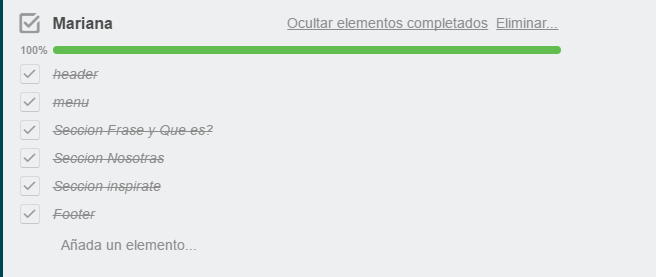 Mariana Ocultar elementos completados Eliminar...
100%
header
menu
Seccion Frase y Que es?
Seccion Nosotras
Seccion inspirate
Footer
Añada un elemento...